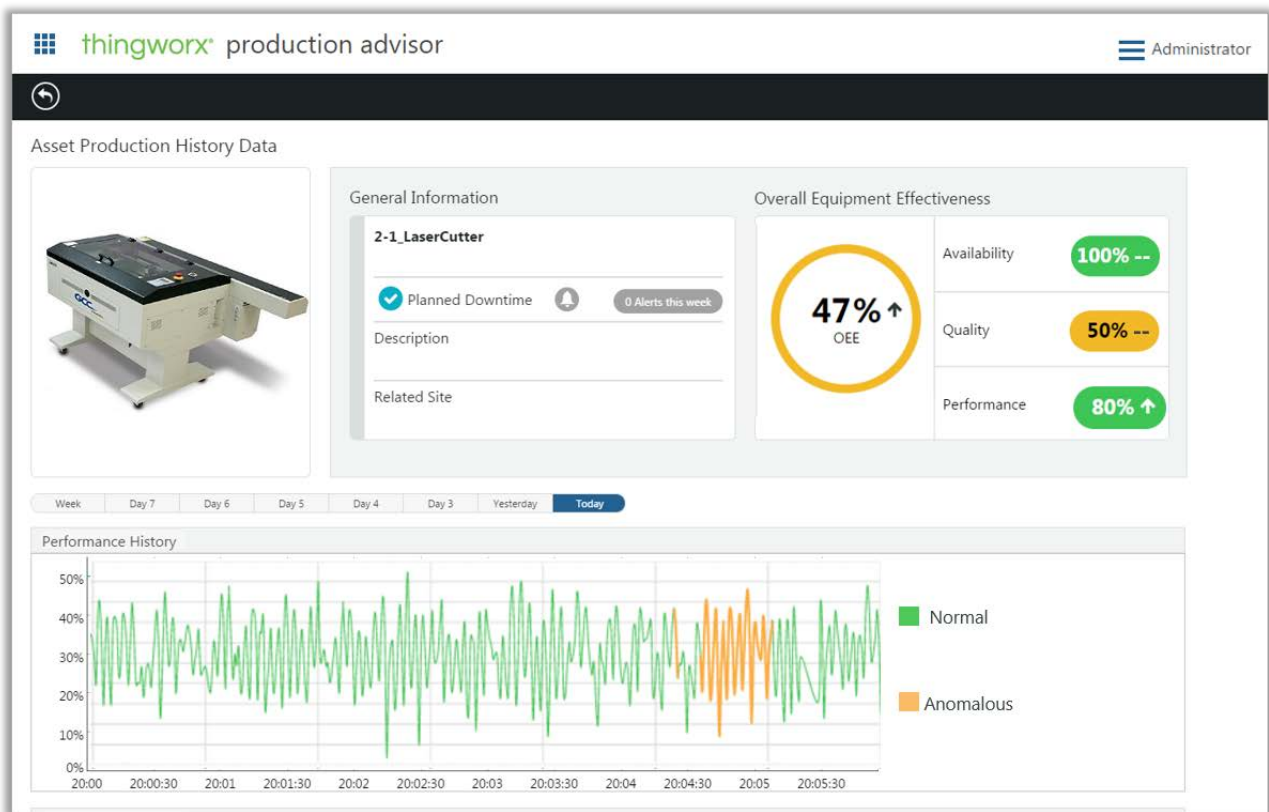 thingworx® production advisor
Administrator
Asset Production History Data
GCC
General Information
2-1_LaserCutter
Planned Downtime
0 Alerts this week
Description
Related Site
Overall Equipment Effectiveness
47%
OEE
Availability
100% --
Quality
50% --
Performance
80%
Week Day 7 Day 6 Day 5 Day 4 Day 3 Yesterday Today
Performance History
50%
40%
30%
20%
10%
0%
20:00 20:00:30 20:01 20:01:30 20:02 20:02:30 20:03 20:03:30 20:04 20:04:30 20:05 20:05:30
Normal
Anomalous